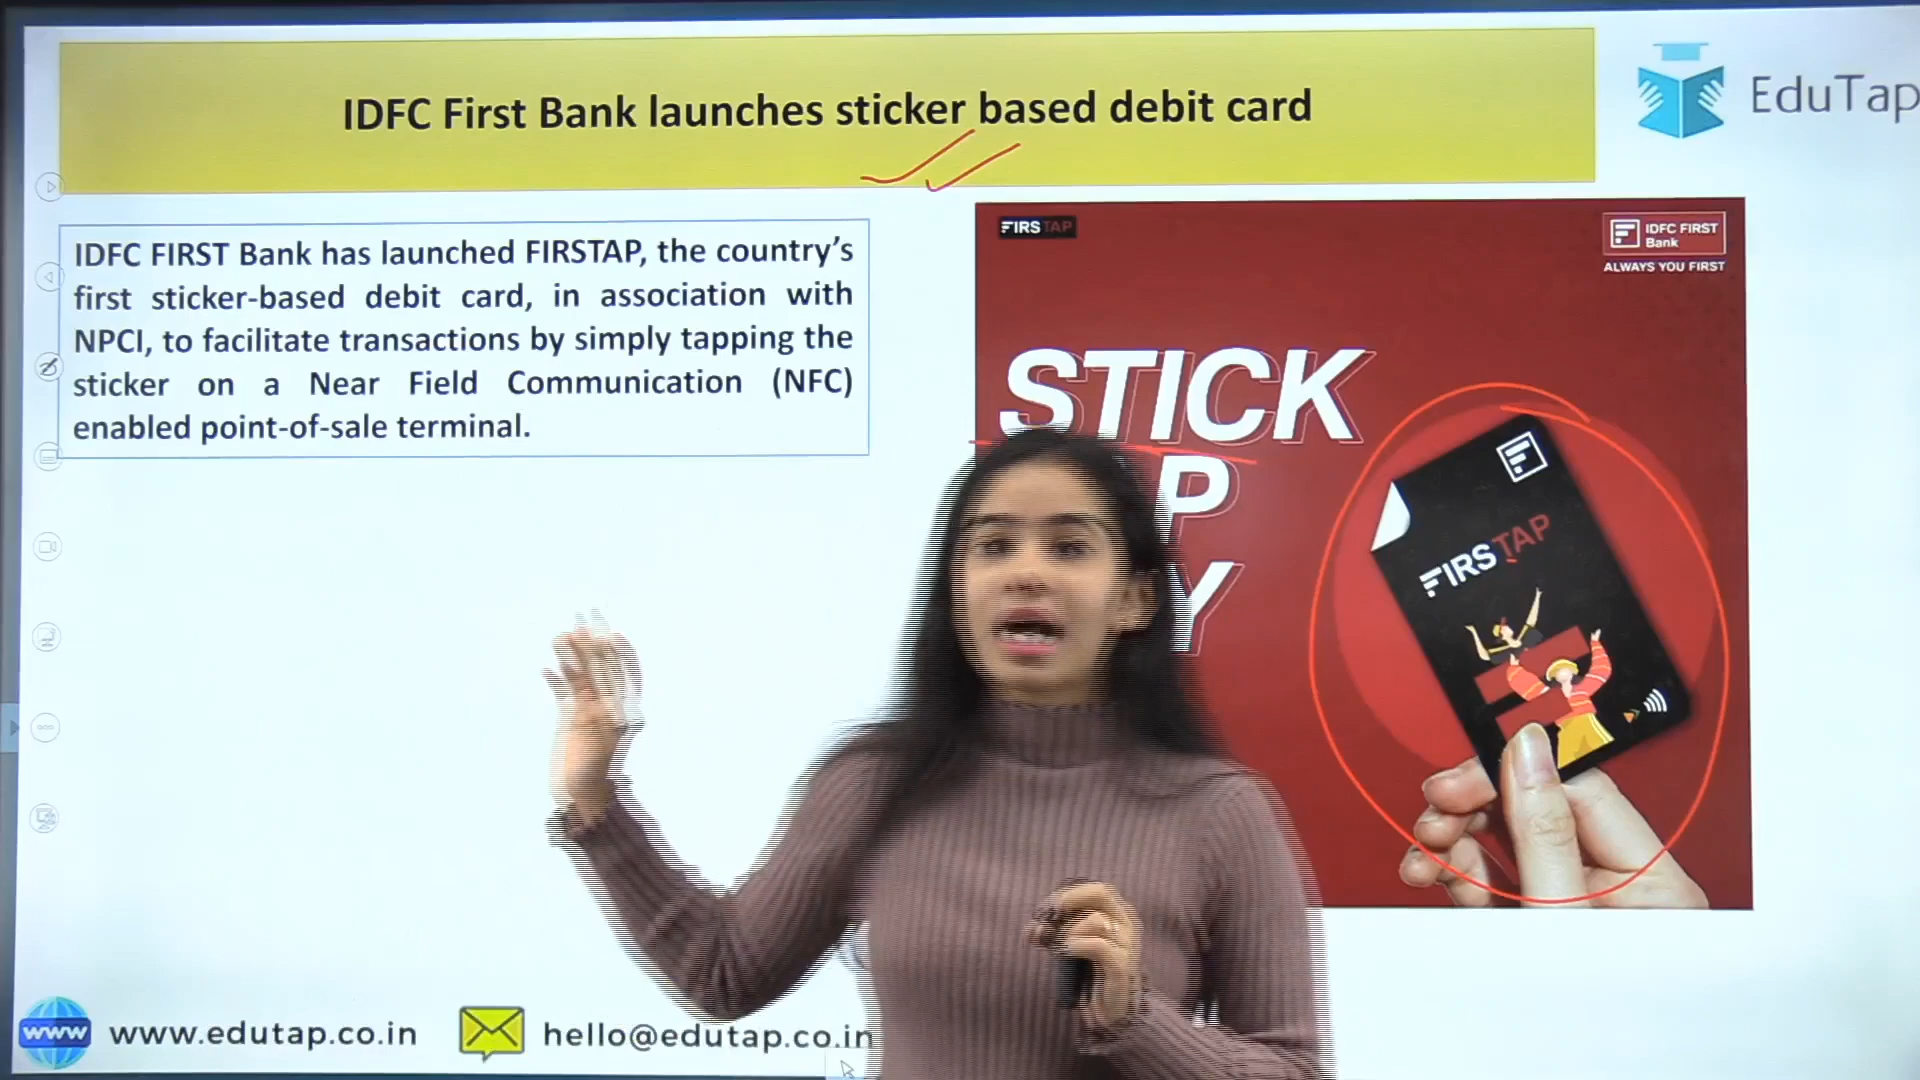 IDFC First Bank launches sticker based debit card
EduTap
IDFC FIRST Bank has launched FIRSTAP, the country's
first sticker-based debit card, in association with
NPCI, to facilitate transactions by simply tapping the
sticker on a Near Field Communication (NFC)
enabled point-of-sale terminal.
FIRSTAP
IDFC FIRST
Bank
ALWAYS YOU FIRST
STICK
P
Y
FIRSTAP
www
www.edutap.co.in
hello@edutap.co.in